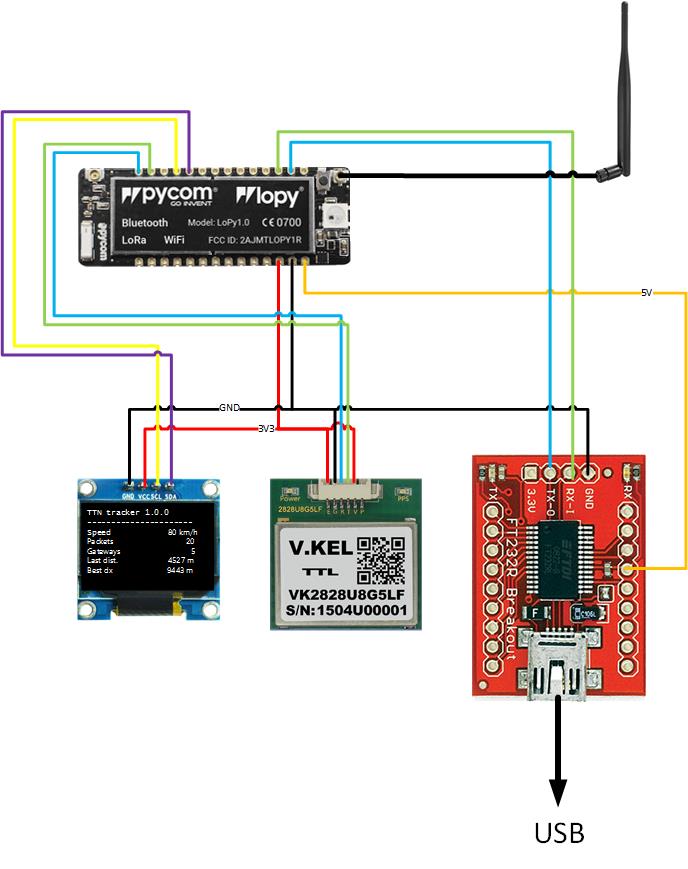 pycom®
GO INVENT
lopy®
Bluetooth Model: LoPy1.0 CE 0700
LoRa WiFi FCC ID: 2AJMTLOPY1R
pycom
5V
GND
3V3
GND VCC SCL SDA
TTN tracker 1.0.0
---------------------
Speed 80 km/h
Packets 20
Gateways 5
Last dist. 4527 m
Best dx 9443 m
Power PPS
2828U8G5LF E G R T V P
V.KEL
TTL
VK2828U8G5LF
S/N:1504U00001
TX 3.3U TX-O RX-I GND RX
FT232R Breakout
FTDI
F
C106L
USB